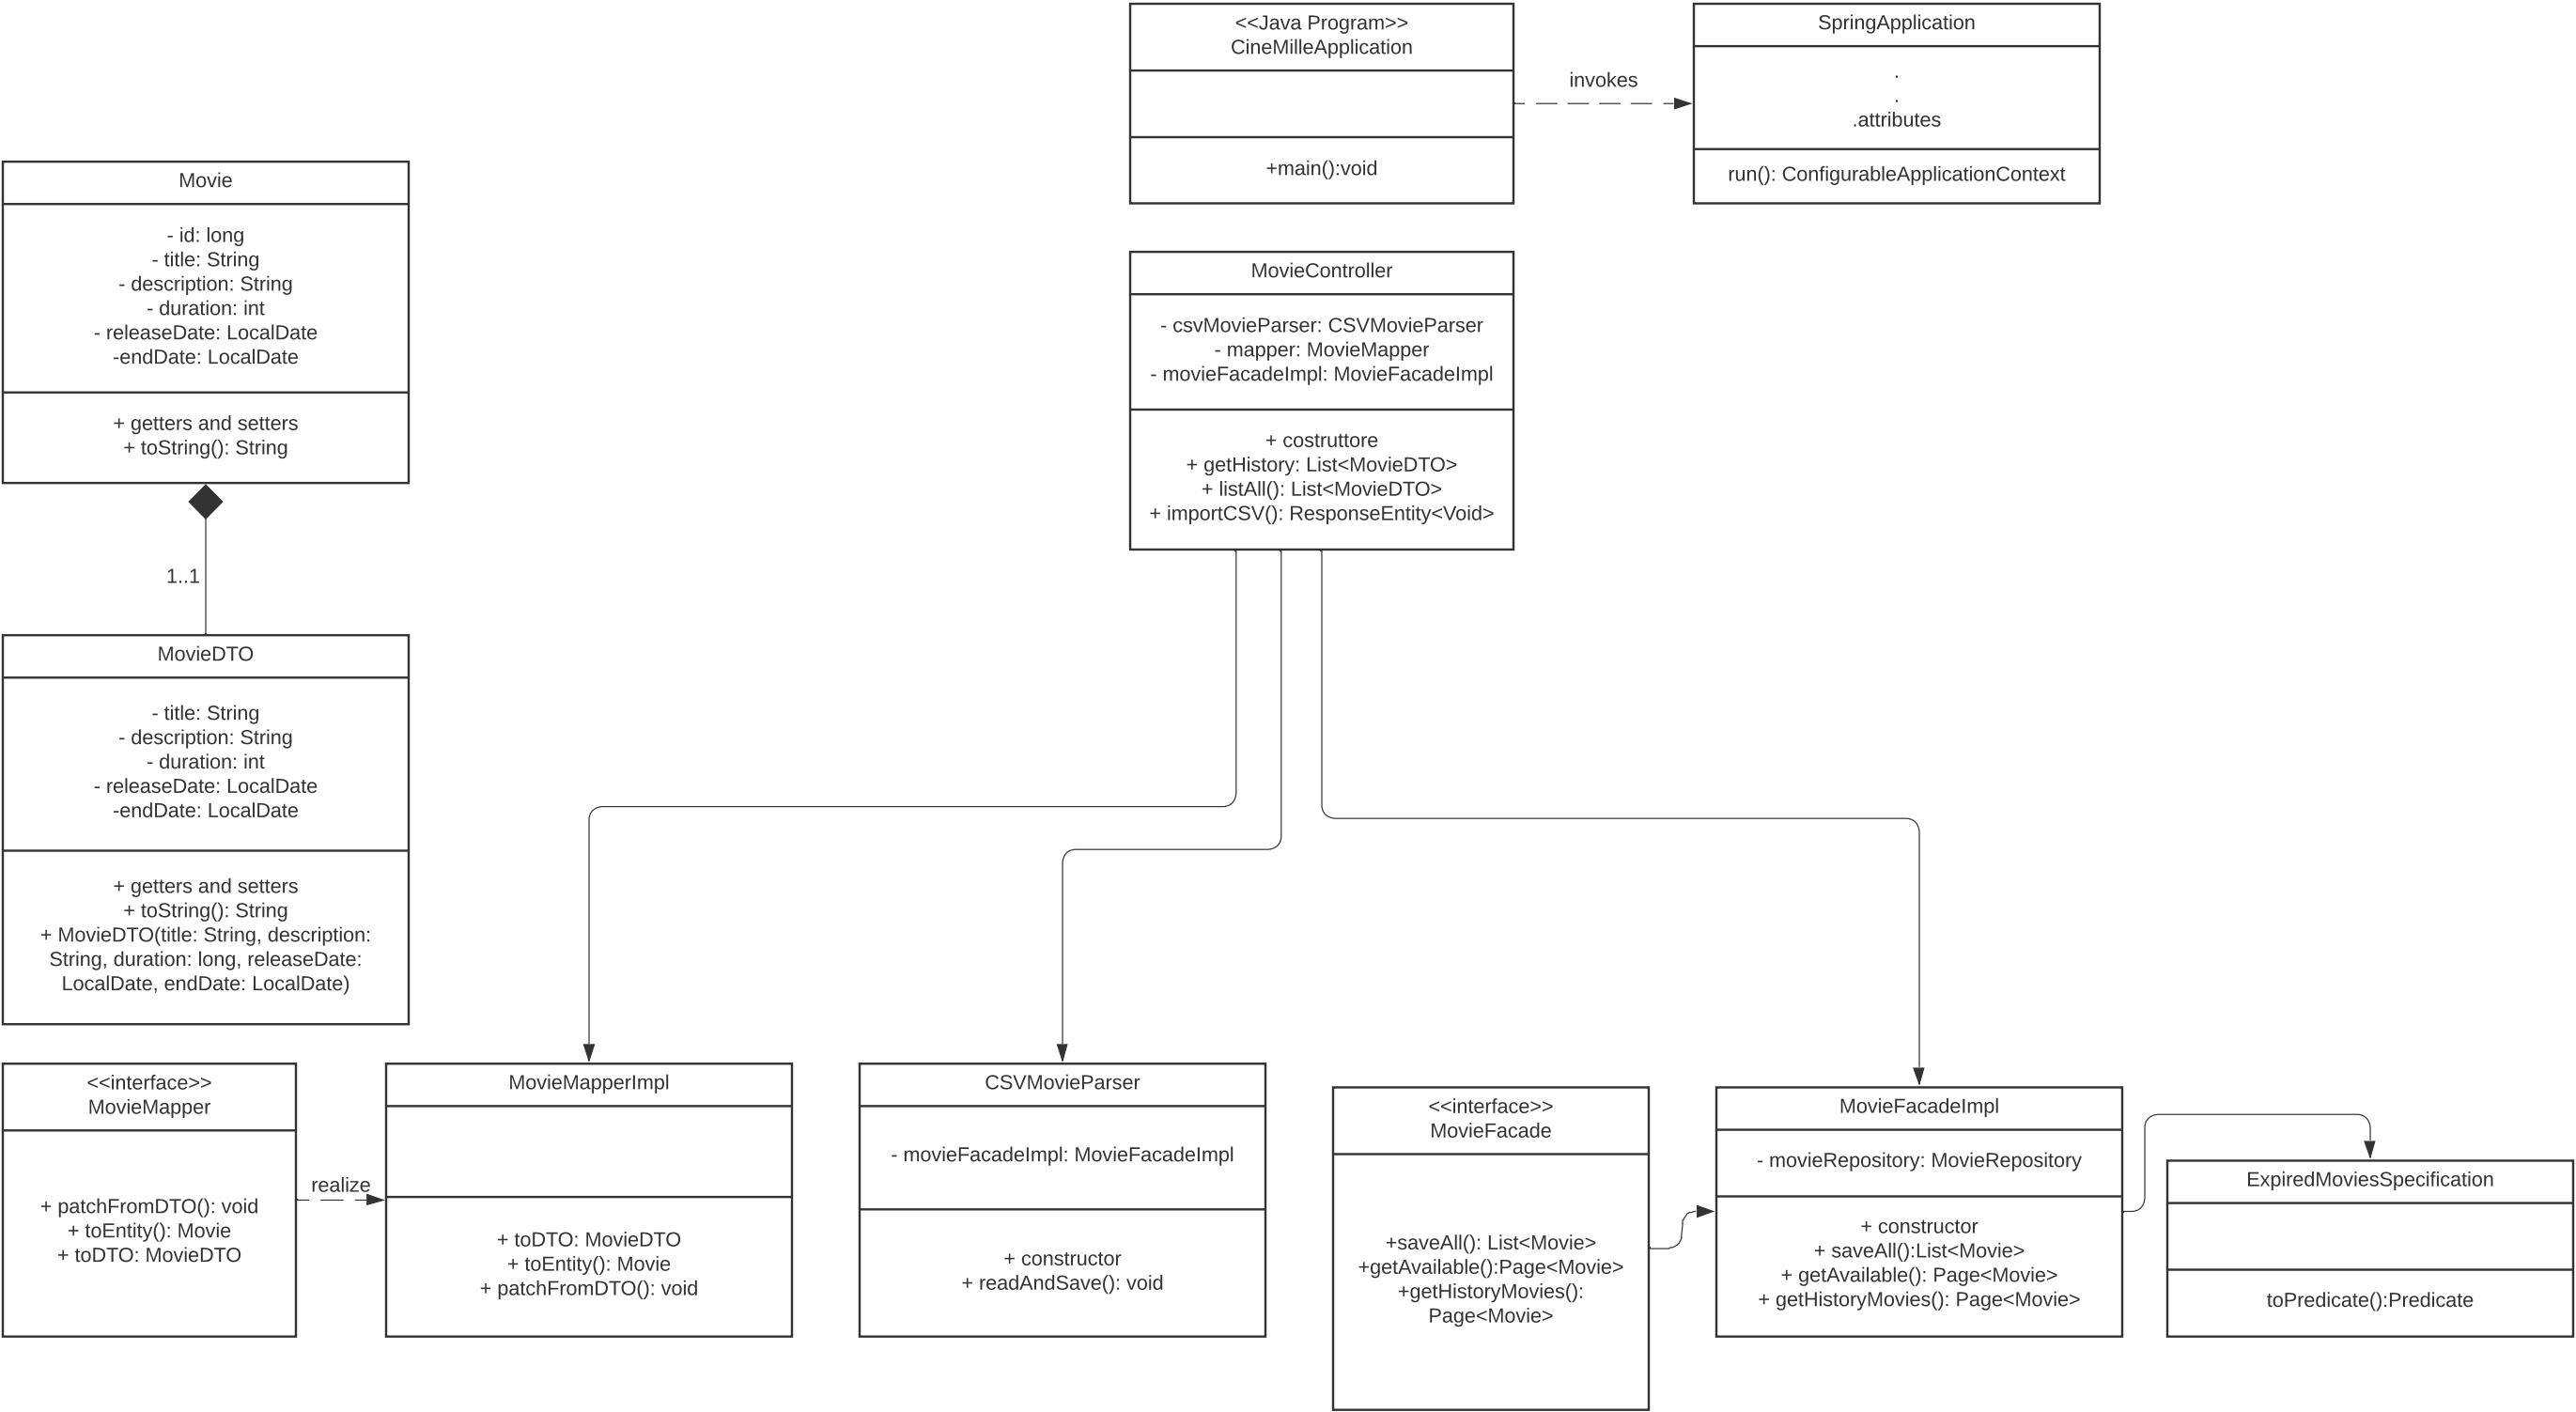 <<Java Program>>
CineMilleApplication
+main():void
invokes
SpringApplication
.
.
.attributes
run(): ConfigurableApplicationContext
Movie
- id: long
- title: String
- description: String
- duration: int
- releaseDate: LocalDate
-endDate: LocalDate
+ getters and setters
+ toString(): String
1..1
MovieDTO
- title: String
- description: String
- duration: int
- releaseDate: LocalDate
-endDate: LocalDate
+ getters and setters
+ toString(): String
+ MovieDTO(title: String, description:
String, duration: long, releaseDate:
LocalDate, endDate: LocalDate)
MovieController
- csvMovieParser: CSVMovieParser
- mapper: MovieMapper
- movieFacadeImpl: MovieFacadeImpl
+ costruttore
+ getHistory: List<MovieDTO>
+ listAll(): List<MovieDTO>
+ importCSV(): ResponseEntity<Void>
<<interface>>
MovieMapper
+ patchFromDTO(): void
+ toEntity(): Movie
+ toDTO: MovieDTO
realize
MovieMapperImpl
+ toDTO: MovieDTO
+ toEntity(): Movie
+ patchFromDTO(): void
CSVMovieParser
- movieFacadeImpl: MovieFacadeImpl
+ constructor
+ readAndSave(): void
<<interface>>
MovieFacade
+saveAll(): List<Movie>
+getAvailable():Page<Movie>
+getHistoryMovies():
Page<Movie>
MovieFacadeImpl
- movieRepository: MovieRepository
+ constructor
+ saveAll():List<Movie>
+ getAvailable(): Page<Movie>
+ getHistoryMovies(): Page<Movie>
ExpiredMoviesSpecification
toPredicate():Predicate